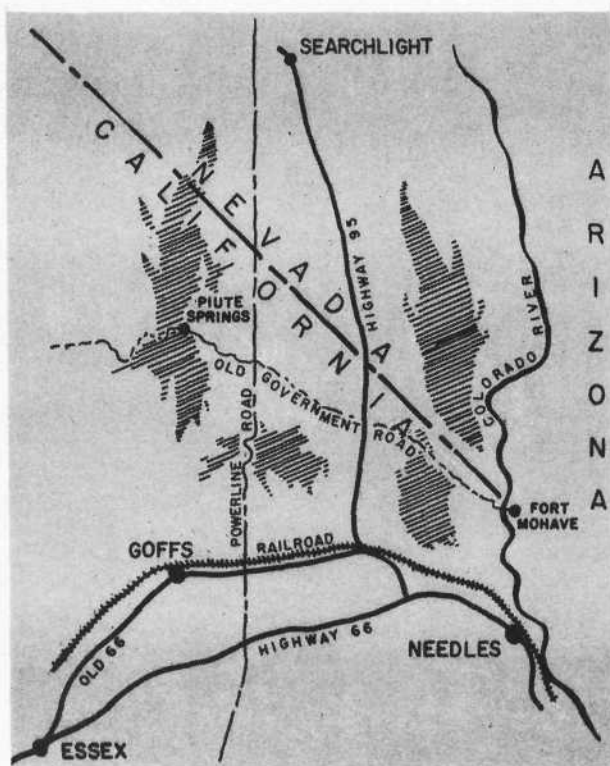 SEARCHLIGHT
NEVADA
CALIFORNIA
ARIZONA
HIGHWAY 95
PIUTE
SPRINGS
COLORADO RIVER
OLD GOVERNMENT ROAD
POWERLINE ROAD
FORT
MOHAVE
GOFFS
RAILROAD
OLD 66
HIGHWAY 66
NEEDLES
ESSEX